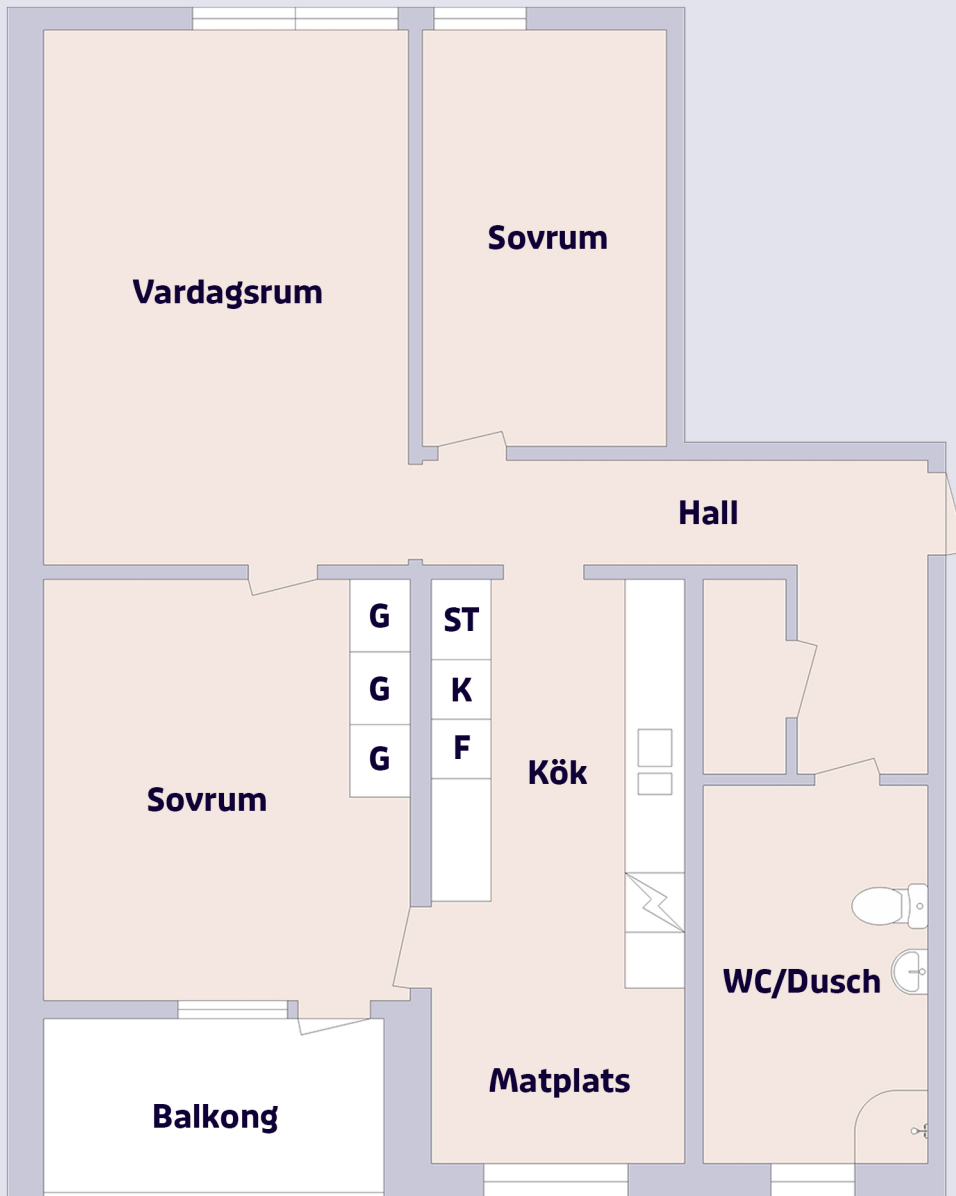 Sovrum
Vardagsrum
Hall
G
ST
G
K
F
G
Kök
Sovrum
WC/Dusch
Matplats
Balkong